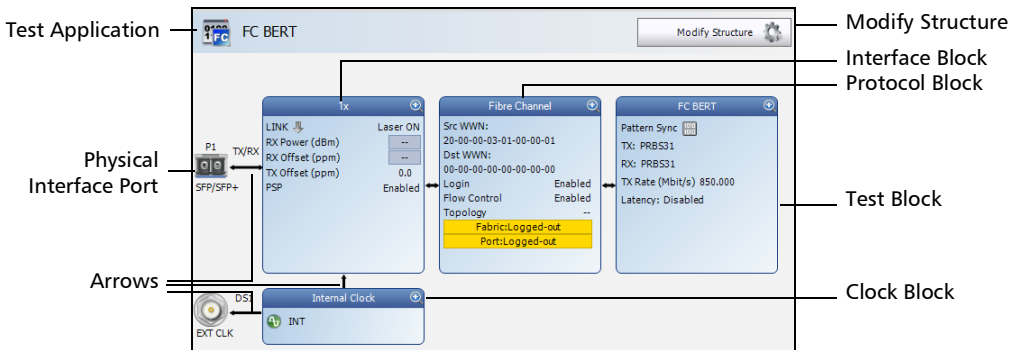 Test Application
FC BERT
Modify Structure
Modify Structure
Interface Block
Protocol Block
1x
LINK
Laser ON
RX Power (dBm)
--
RX Offset (ppm)
--
TX Offset (ppm)
0.0
PSP
Enabled
Fibre Channel
Src WWN:
20-00-00-03-01-00-00-01
Dst WWN:
00-00-00-00-00-00-00-00
Login
Enabled
Flow Control
Enabled
Topology
--
Fabric:Logged-out
Port:Logged-out
FC BERT
Pattern Sync
TX: PRBS31
RX: PRBS31
TX Rate (Mbit/s) 850.000
Latency: Disabled
P1
TX/RX
SFP/SFP+
Physical
Interface Port
Test Block
Arrows
DS1
EXT CLK
Internal Clock
INT
Clock Block